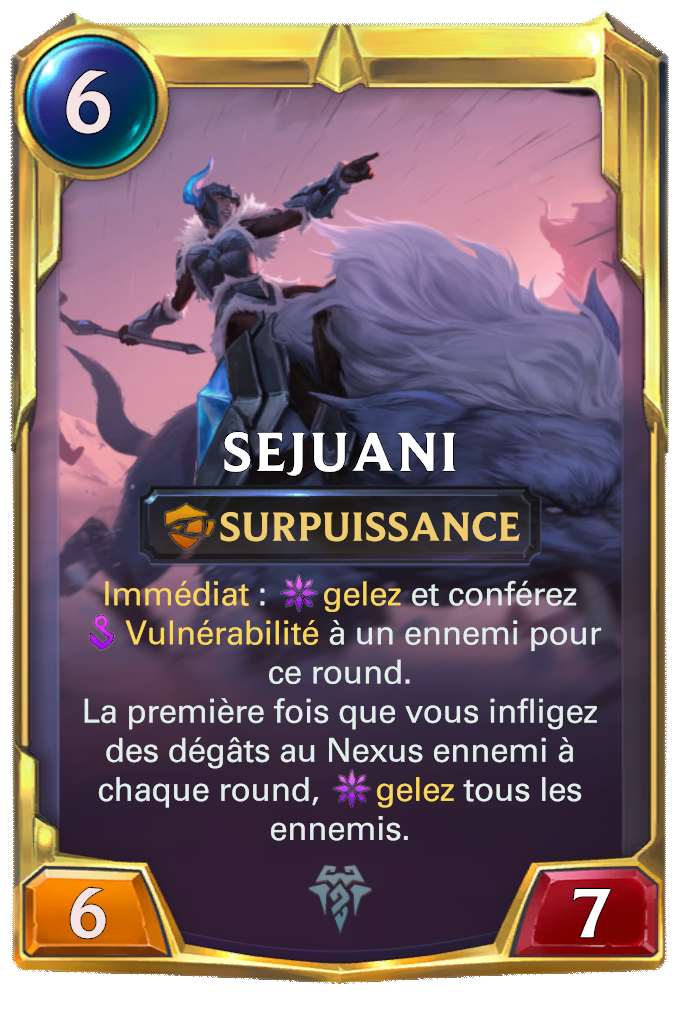 6
SEJUANI
SURPUISSANCE
Immédiat : gelez et conférez
Vulnérabilité à un ennemi pour
ce round.
La première fois que vous infligez
des dégâts au Nexus ennemi à
chaque round, gelez tous les
ennemis.
6
7